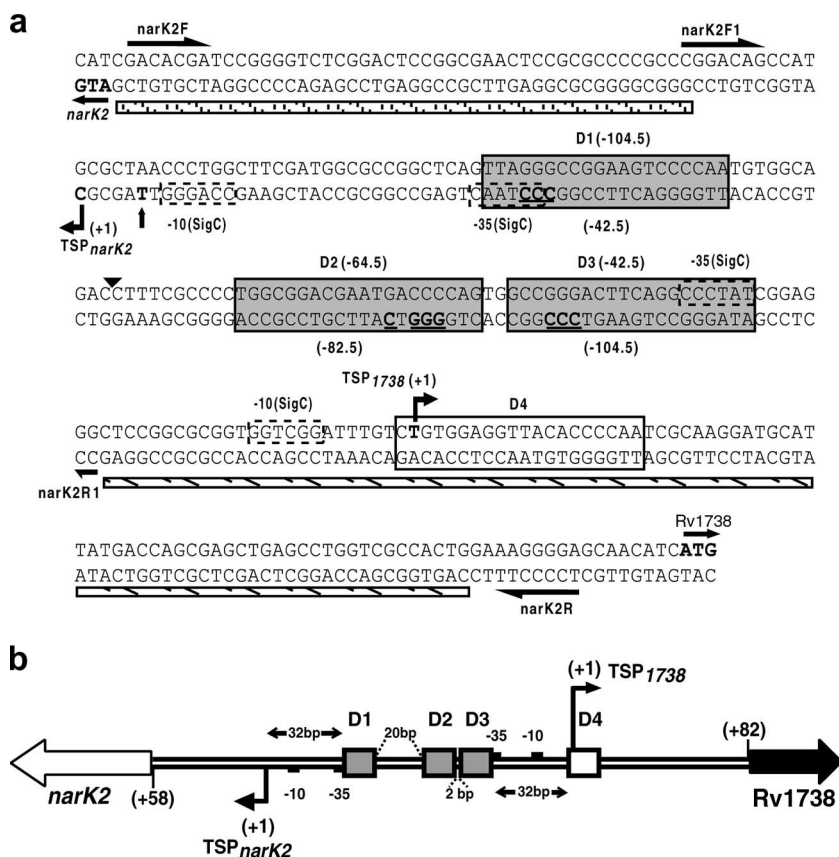 a
narK2F narK2F1
CATCGACACGATCCGGGGTCTCGGACTCCGGCGAACTCCGCGCCCCGCCCGGACAGCCAT
GTAGCTGTGCTAGGCCCCAGAGCCTGAGGCCGCTTGAGGCGCGGGGCGGGCCTGTCGGTA
narK2
D1(-104.5)
GCGCTAACCCTGGCTTCGATGGCGCCGGCTCAGTTAGGGCCGGAAGTCCCCAATGTGGCA
CGCGATTGGGACCGAAGCTACCGCGGCCGAGTCAATCCCGGCCTTCAGGGGTTACACCGT
(+1) -10(SigC) -35(SigC) (-42.5)
TSPnarK2
D2(-64.5) D3(-42.5) -35(SigC)
GACCTTTCGCCCCTGGCGGACGAATGACCCCAGTGGCCGGGACTTCAGGCCCTATCGGAG
CTGGAAAGCGGGGACCGCCTGCTTACTGGGGTCACCGGCCCTGAAGTCCGGGATAGCCTC
(-82.5) (-104.5)
TSP1738 (+1)
-10(SigC) D4
GGCTCCGGCGCGGTGGTCGGATTTGTCTGTGGAGGTTACACCCCAATCGCAAGGATGCAT
CCGAGGCCGCGCCACCAGCCTAAACAGACACCTCCAATGTGGGGTTAGCGTTCCTACGTA
narK2R1
Rv1738
TATGACCAGCGAGCTGAGCCTGGTCGCCACTGGAAAGGGGAGCAACATCATG
ATACTGGTCGCTCGACTCGGACCAGCGGTGACCTTTCCCCTCGTTGTAGTAC
narK2R
b
(+1) TSP1738
32bp D1 20bp D2 D3 -35 -10 D4 (+82)
narK2 (+58) -10 -35 2 bp 32bp Rv1738
(+1)
TSPnarK2